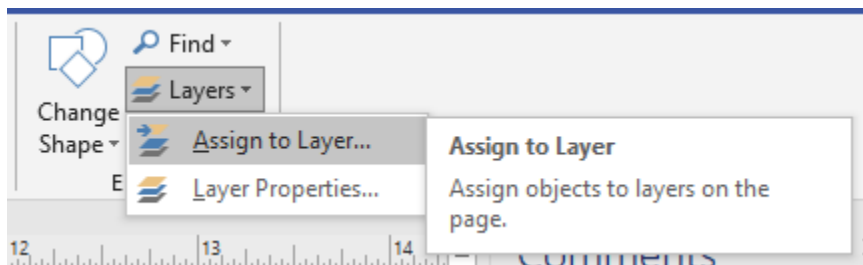 Find
Layers
Change
Shape
Assign to Layer...
Layer Properties...
E
Assign to Layer
Assign objects to layers on the
page.
12 13 14
Comments